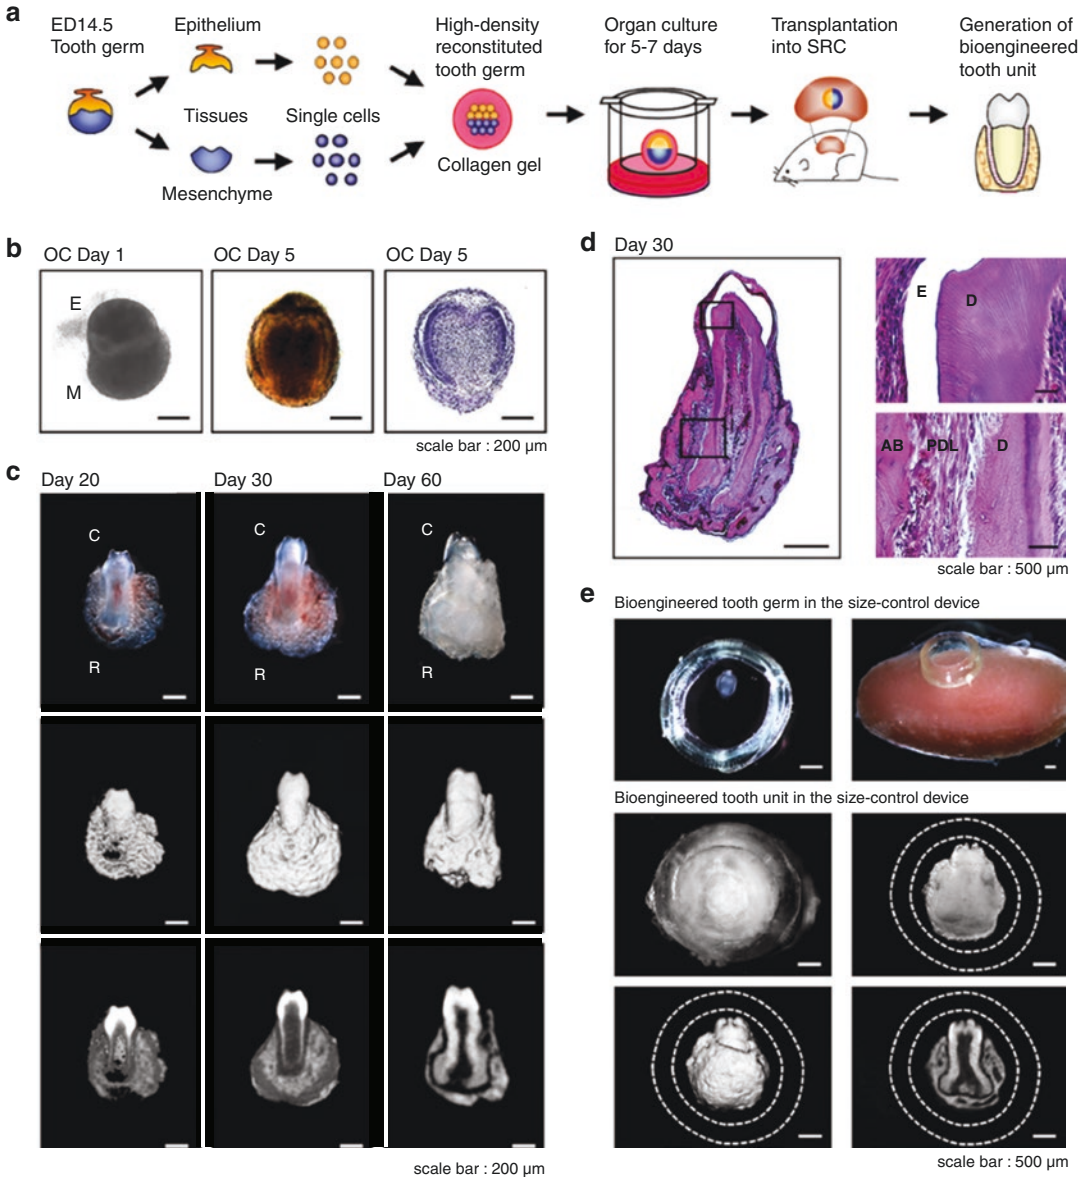 a
ED14.5
Tooth germ
Epithelium
Tissues
Mesenchyme
Single cells
High-density
reconstituted
tooth germ
Collagen gel
Organ culture
for 5-7 days
Transplantation
into SRC
Generation of
bioengineered
tooth unit
b
OC Day 1
OC Day 5
OC Day 5
E
M
scale bar : 200 μm
c
Day 20
Day 30
Day 60
C
C
C
R
R
R
scale bar : 200 μm
d
Day 30
E
D
AB
PDL
D
scale bar : 500 μm
e
Bioengineered tooth germ in the size-control device
Bioengineered tooth unit in the size-control device
scale bar : 500 μm